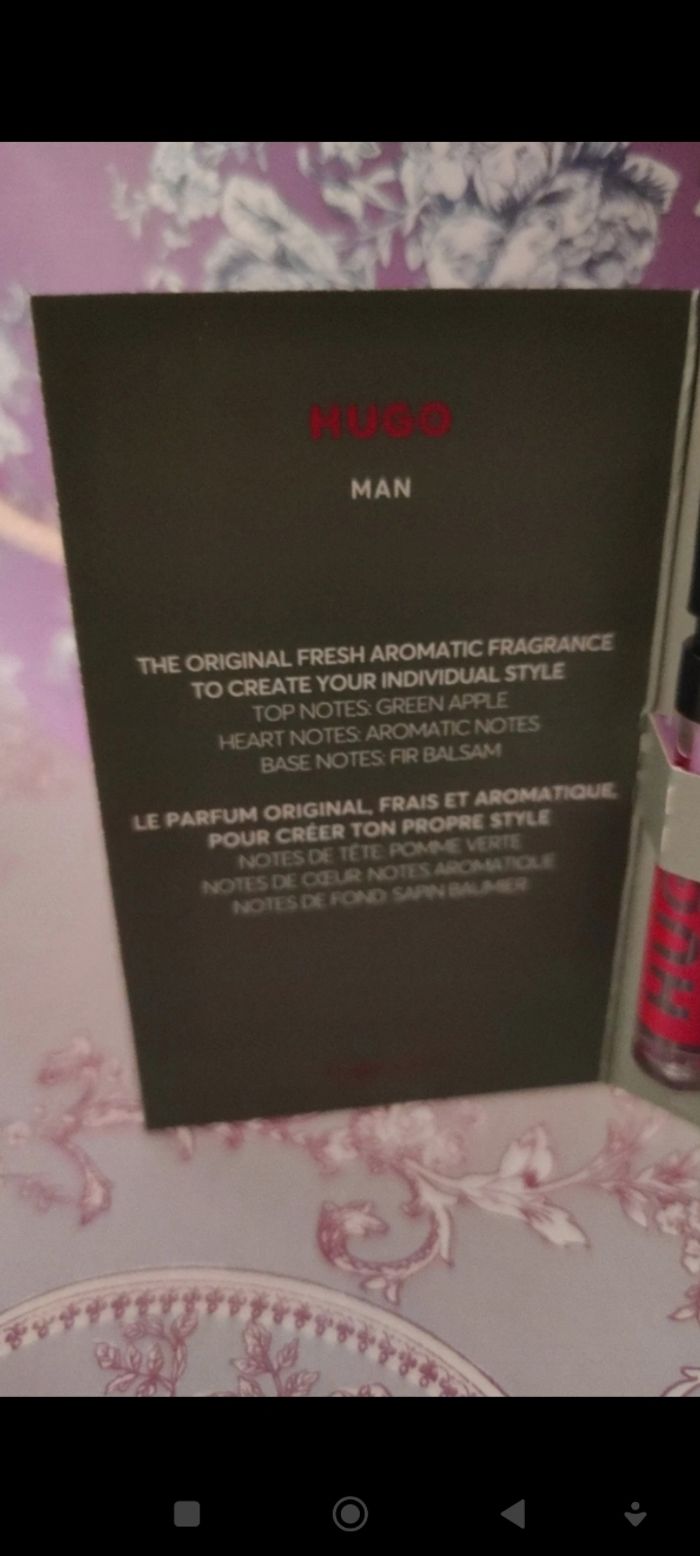 HUGO
MAN
THE ORIGINAL FRESH AROMATIC FRAGRANCE
TO CREATE YOUR INDIVIDUAL STYLE
TOP NOTES: GREEN APPLE
HEART NOTES: AROMATIC NOTES
BASE NOTES: FIR BALSAM
LE PARFUM ORIGINAL, FRAIS ET AROMATIQUE,
POUR CRÉER TON PROPRE STYLE
NOTES DE TÊTE: POMME VERTE
NOTES DE CŒUR: NOTES AROMATIQUE
NOTES DE FOND: SAPIN BAUMIER
HUG